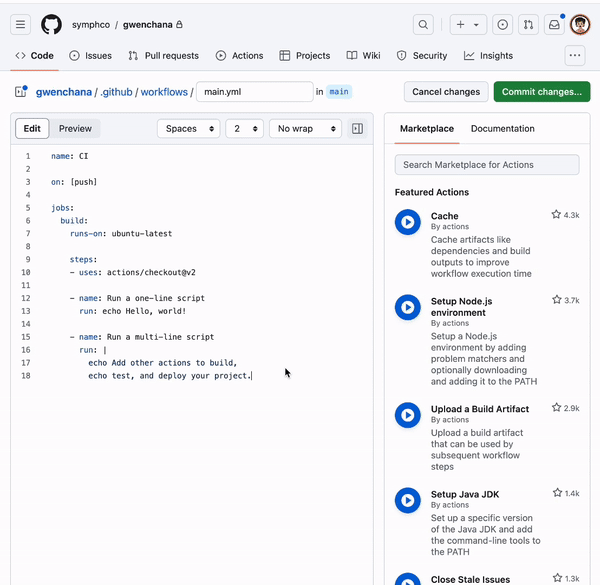 symphco / gwenchana
Code Issues Pull requests Actions Projects Wiki Security Insights
gwenchana / .github / workflows / main.yml in main Cancel changes Commit changes...
Edit Preview Spaces 2 No wrap
1 name: CI
2
3 on: [push]
4
5 jobs:
6 build:
7 runs-on: ubuntu-latest
8
9 steps:
10 - uses: actions/checkout@v2
11
12 - name: Run a one-line script
13 run: echo Hello, world!
14
15 - name: Run a multi-line script
16 run: |
17 echo Add other actions to build,
18 echo test, and deploy your project.
Marketplace Documentation
Search Marketplace for Actions
Featured Actions
Cache 4.3k
By actions
Cache artifacts like
dependencies and build
outputs to improve
workflow execution time
Setup Node.js 3.7k
environment
By actions
Setup a Node.js
environment by adding
problem matchers and
optionally downloading
and adding it to the PATH
Upload a Build Artifact 2.9k
By actions
Upload a build artifact
that can be used by
subsequent workflow
steps
Setup Java JDK 1.4k
By actions
Set up a specific version
of the Java JDK and add
the command-line tools to
the PATH
Close Stale Issues 1.3k